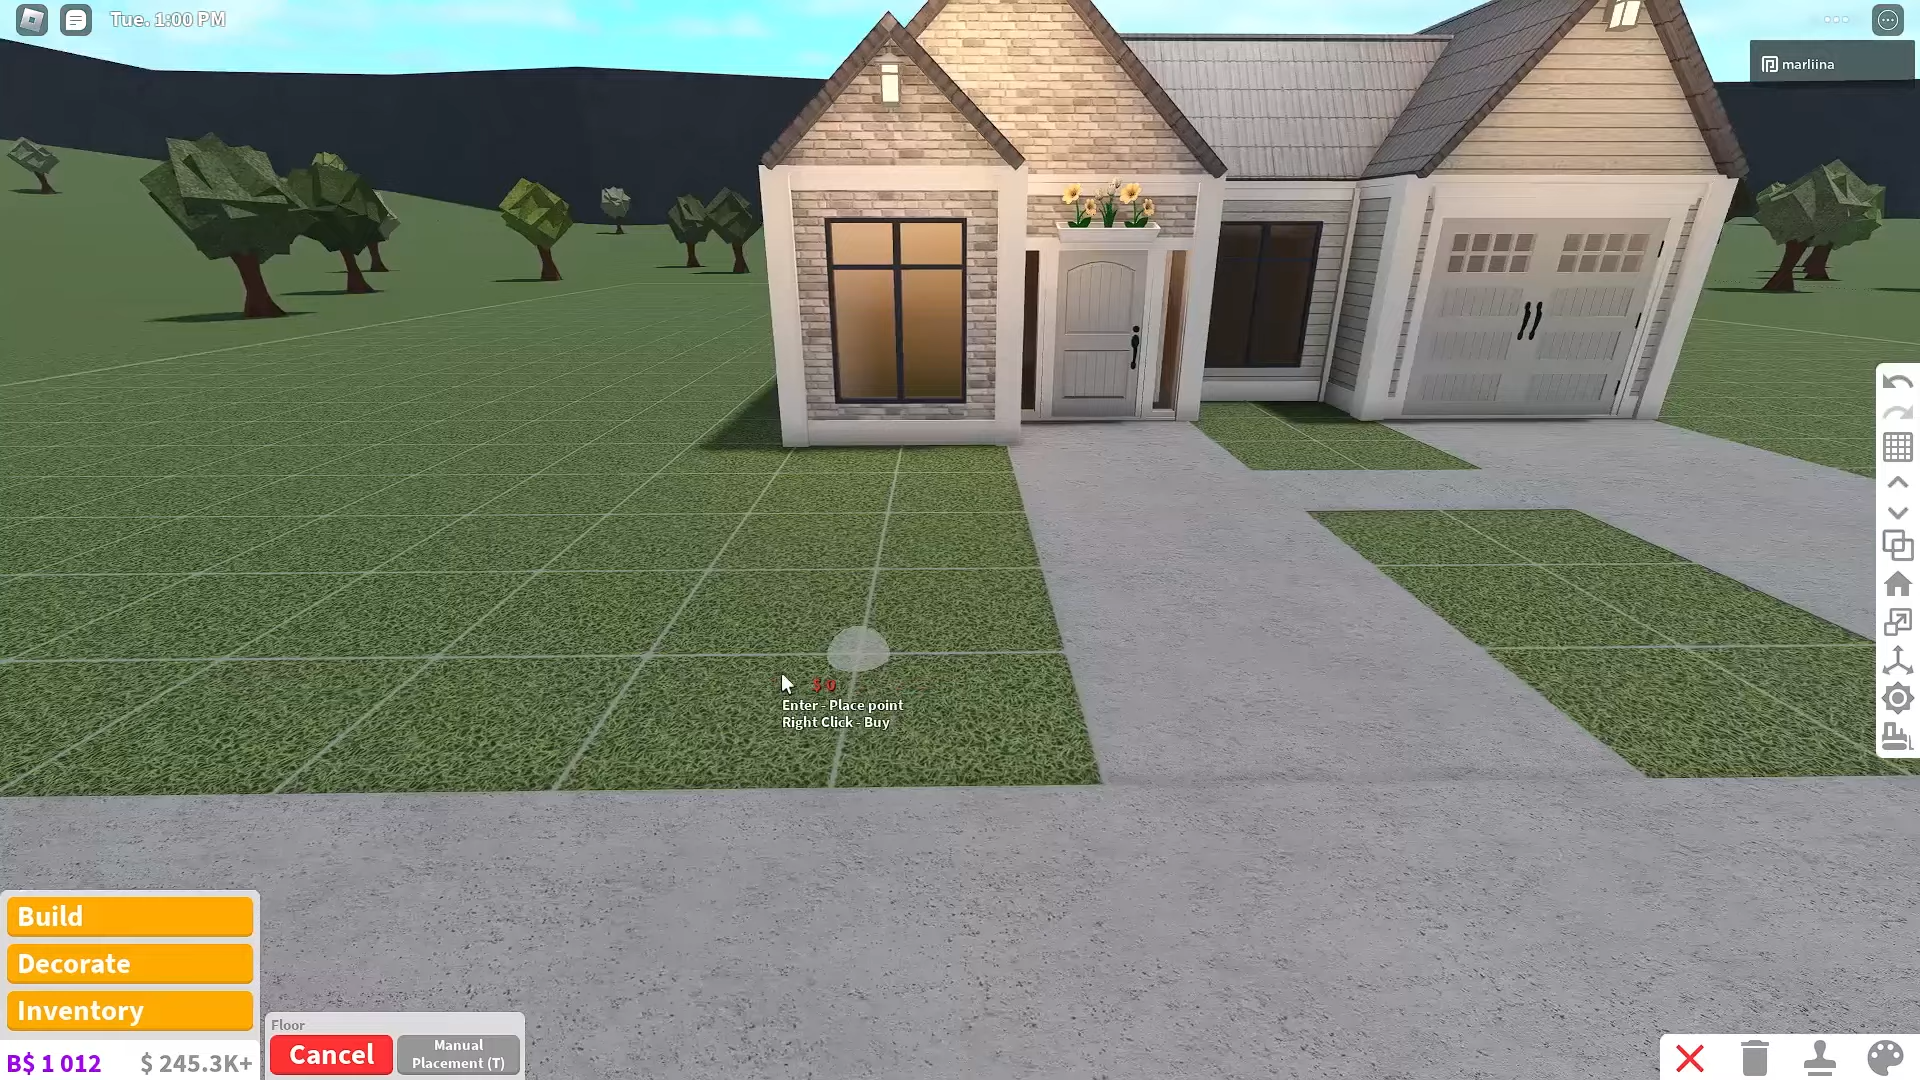 Tue. 1:00 PM
marliina
$ 0
Enter - Place point
Right Click - Buy
Build
Decorate
Inventory
B$ 1 012
$ 245.3K+
Floor
Cancel
Manual
Placement (T)